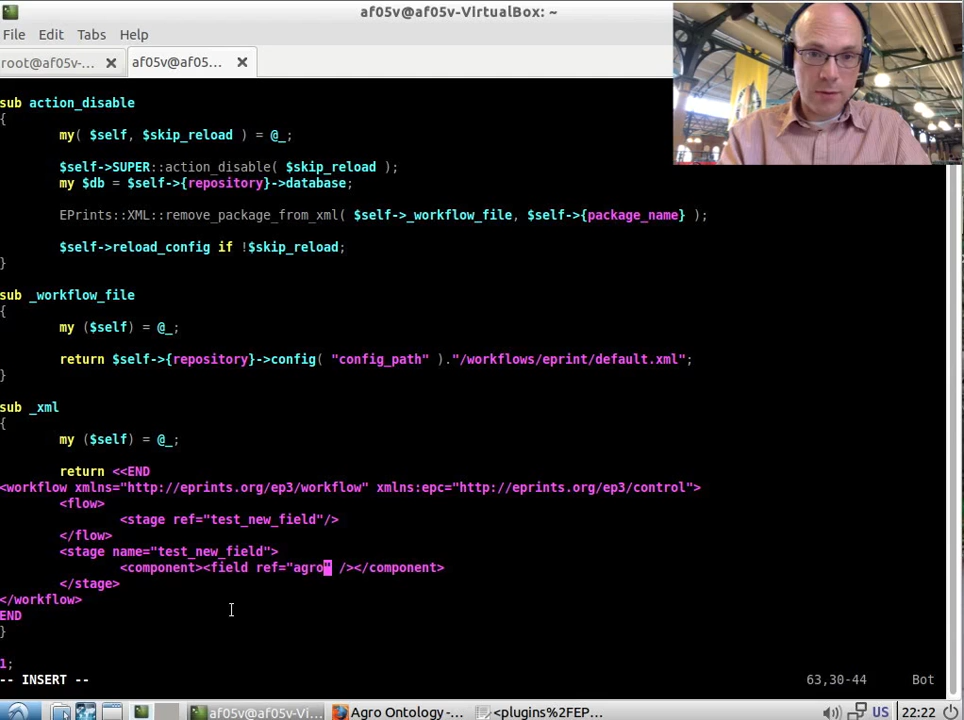 af05v@af05v-VirtualBox: ~
File Edit Tabs Help
root@af05v-... af05v@af05...
sub action_disable
{
my( $self, $skip_reload ) = @_;
$self->SUPER::action_disable( $skip_reload );
my $db = $self->{repository}->database;
EPrints::XML::remove_package_from_xml( $self->_workflow_file, $self->{package_name} );
$self->reload_config if !$skip_reload;
}
sub _workflow_file
{
my ($self) = @_;
return $self->{repository}->config( "config_path" )."/workflows/eprint/default.xml";
}
sub _xml
{
my ($self) = @_;
return <<END
<workflow xmlns="http://eprints.org/ep3/workflow" xmlns:epc="http://eprints.org/ep3/control">
<flow>
<stage ref="test_new_field"/>
</flow>
<stage name="test_new_field">
<component><field ref="agro" /></component>
</stage>
</workflow>
END
}
1;
-- INSERT -- 63,30-44 Bot
af05v@af05v-Vi... Agro Ontology -... <plugins%2FEP... US 22:22